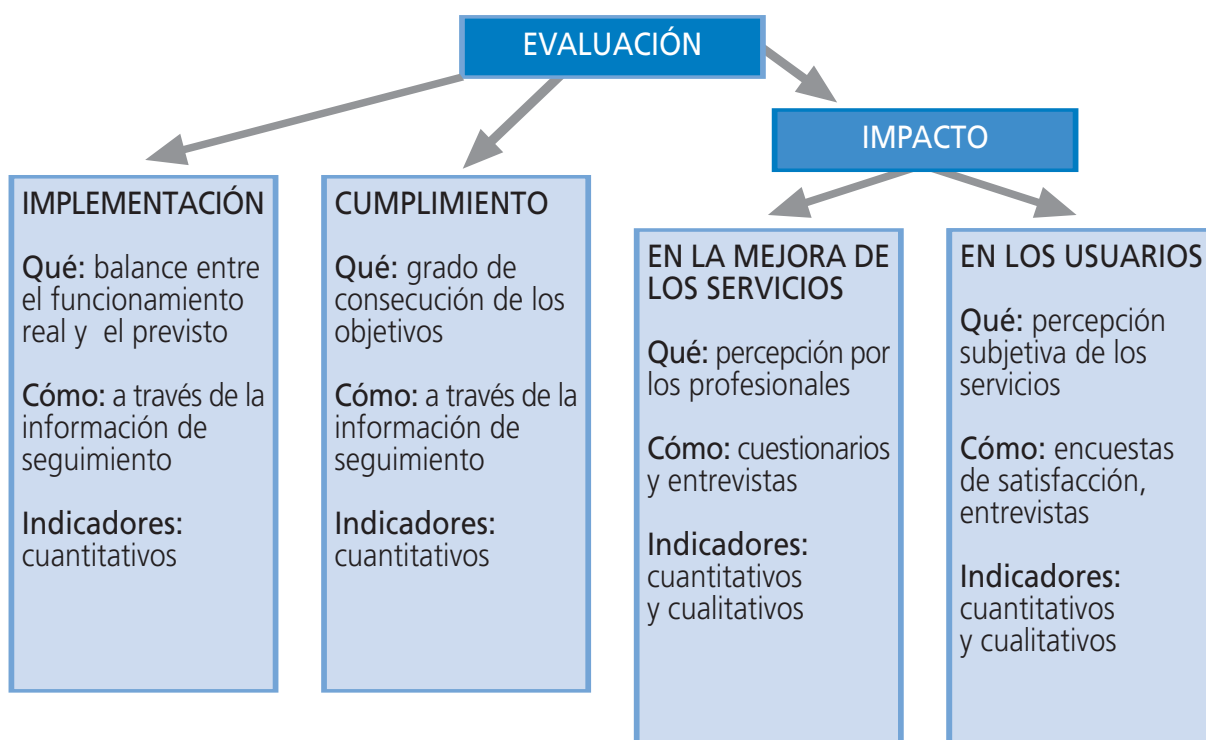 EVALUACIÓN
IMPACTO
IMPLEMENTACIÓN
Qué: balance entre
el funcionamiento
real y el previsto
Cómo: a través de la
información de
seguimiento
Indicadores:
cuantitativos
CUMPLIMIENTO
Qué: grado de
consecución de los
objetivos
Cómo: a través de la
información de
seguimiento
Indicadores:
cuantitativos
EN LA MEJORA DE
LOS SERVICIOS
Qué: percepción por
los profesionales
Cómo: cuestionarios
y entrevistas
Indicadores:
cuantitativos
y cualitativos
EN LOS USUARIOS
Qué: percepción
subjetiva de los
servicios
Cómo: encuestas
de satisfacción,
entrevistas
Indicadores:
cuantitativos
y cualitativos